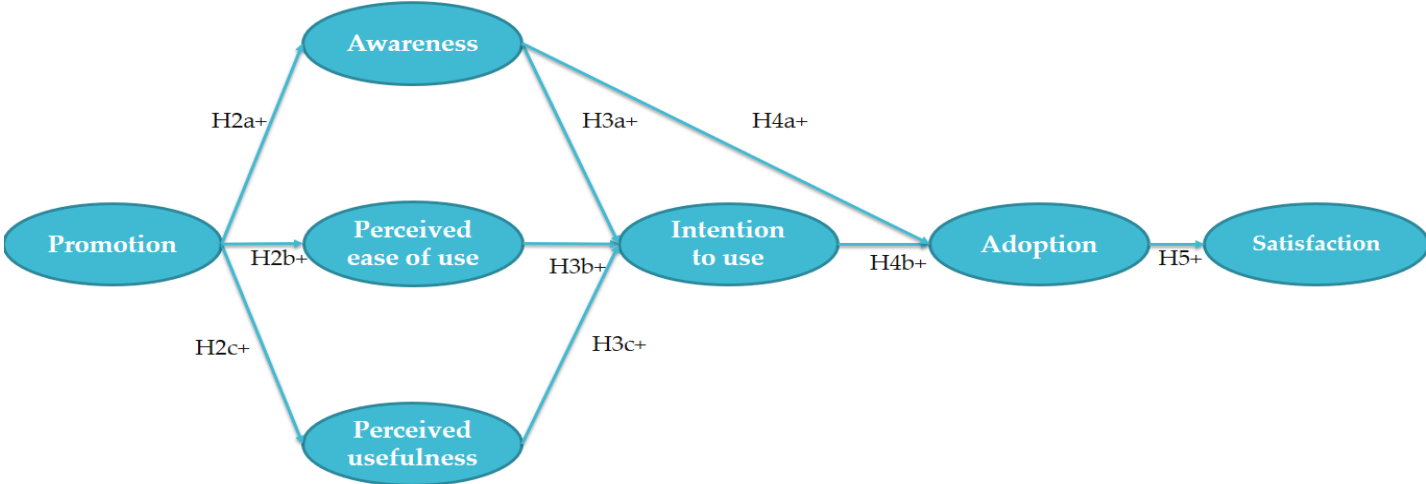 Awareness
H2a+
H3a+
H4a+
Promotion
H2b+
Perceived
ease of use
H3b+
Intention
to use
H4b+
Adoption
H5+
Satisfaction
H2c+
H3c+
Perceived
usefulness